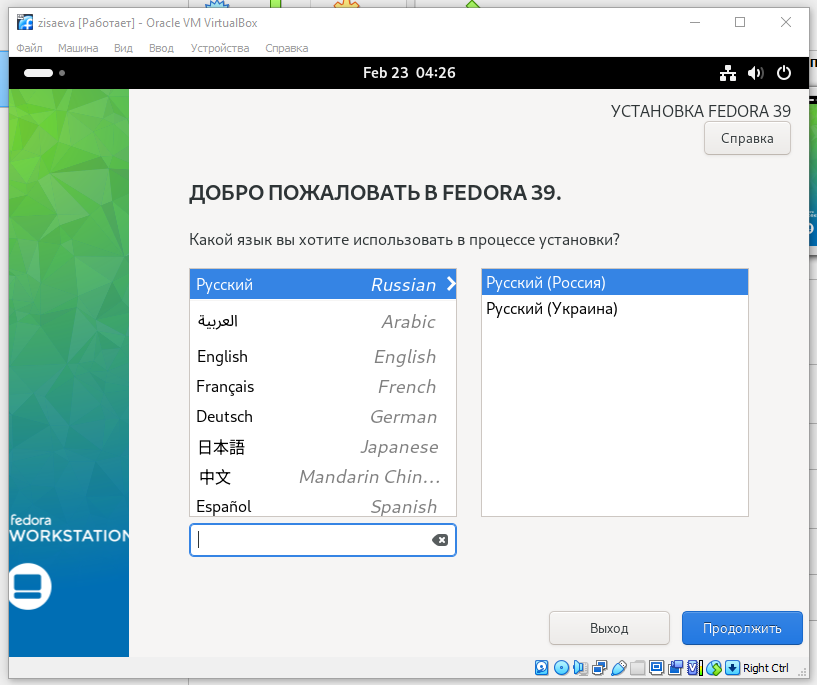 zisaeva [Работает] - Oracle VM VirtualBox
Файл Машина Вид Ввод Устройства Справка
Feb 23 04:26
УСТАНОВКА FEDORA 39
Справка
ДОБРО ПОЖАЛОВАТЬ В FEDORA 39.
Какой язык вы хотите использовать в процессе установки?
Русский Russian
العربية Arabic
English English
Français French
Deutsch German
日本語 Japanese
中文 Mandarin Chin...
Español Spanish
Русский (Россия)
Русский (Украина)
fedora
WORKSTATION
Выход Продолжить
Right Ctrl